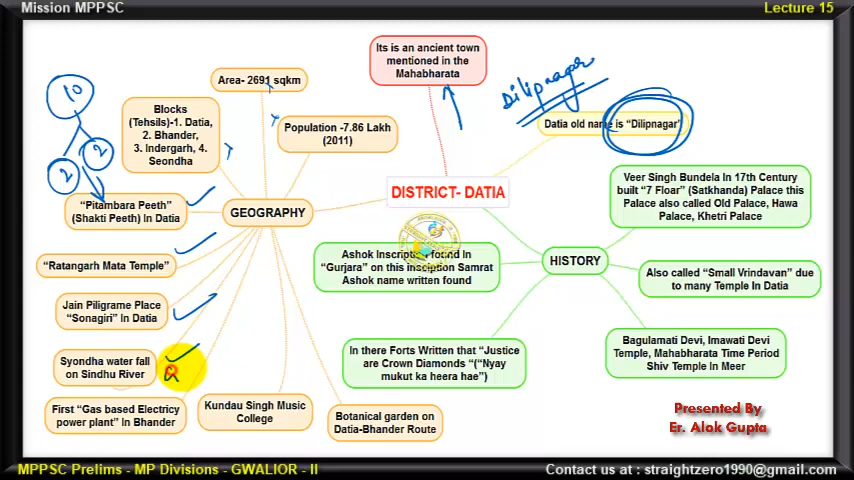 Mission MPPSC
Lecture 15
Its is an ancient town
mentioned in the
Mahabharata
Dilipnagar
Datia old name is "Dilipnagar"
Area- 2691 sqkm
10
2
2
Blocks
(Tehsils)-1. Datia,
2. Bhander,
3. Indergarh, 4.
Seondha
Population -7.86 Lakh
(2011)
DISTRICT- DATIA
GEOGRAPHY
"Pitambara Peeth"
(Shakti Peeth) In Datia
"Ratangarh Mata Temple"
Jain Piligrame Place
"Sonagiri" In Datia
Syondha water fall
on Sindhu River
First "Gas based Electricy
power plant" In Bhander
Kundau Singh Music
College
Botanical garden on
Datia-Bhander Route
HISTORY
Veer Singh Bundela In 17th Century
built "7 Floar" (Satkhanda) Palace this
Palace also called Old Palace, Hawa
Palace, Khetri Palace
Ashok Inscription found In
"Gurjara" on this insciption Samrat
Ashok name written found
Also called "Small Vrindavan" due
to many Temple In Datia
In there Forts Written that "Justice
are Crown Diamonds "("Nyay
mukut ka heera hae")
Bagulamati Devi, Imawati Devi
Temple, Mahabharata Time Period
Shiv Temple In Meer
Presented By
Er. Alok Gupta
MPPSC Prelims - MP Divisions - GWALIOR - II
Contact us at : straightzero1990@gmail.com